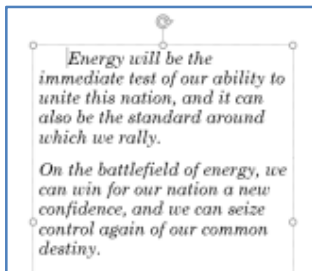 Energy will be the
immediate test of our ability to
unite this nation, and it can
also be the standard around
which we rally.
On the battlefield of energy, we
can win for our nation a new
confidence, and we can seize
control again of our common
destiny.